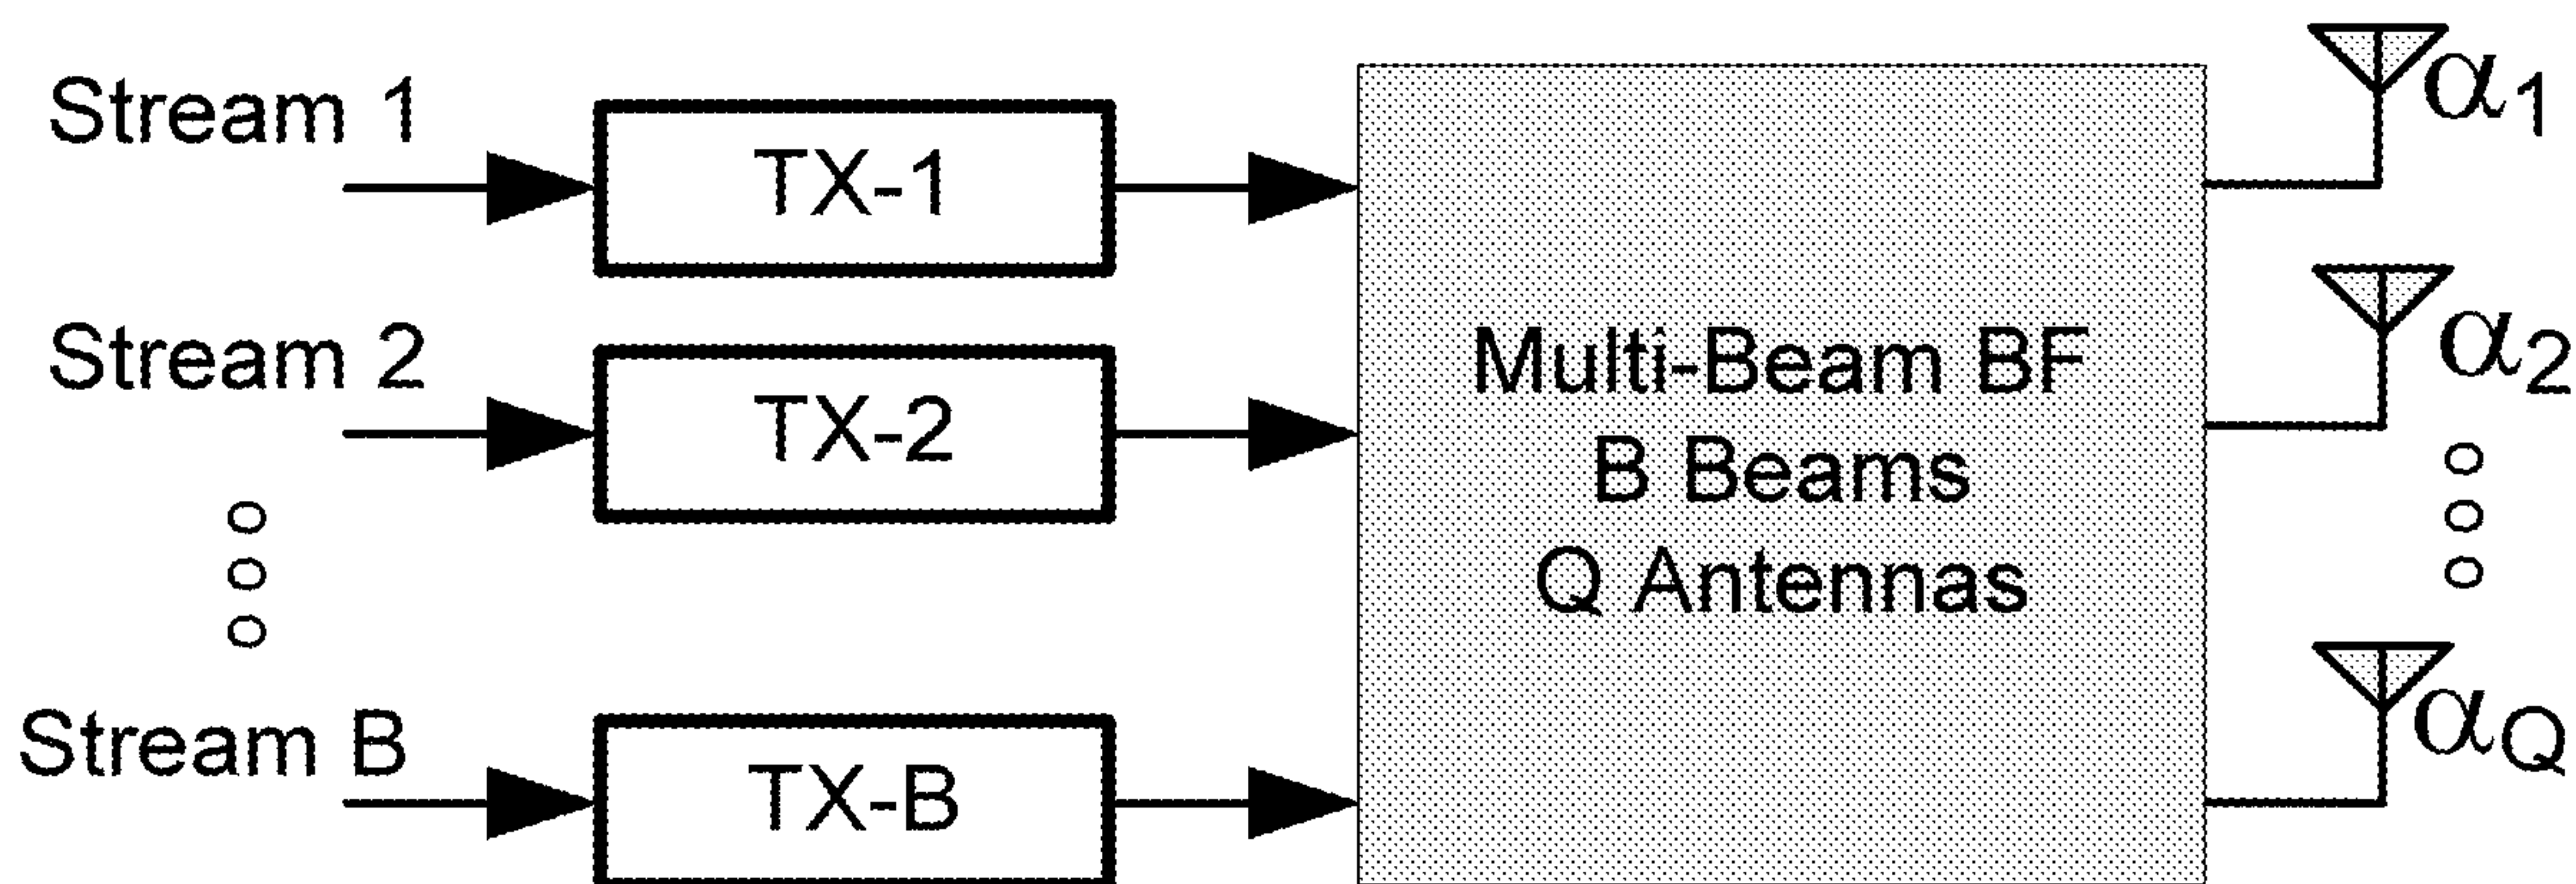 Stream 1
TX-1
α1
Stream 2
TX-2
α2
Multi-Beam BF
B Beams
Q Antennas
Stream B
TX-B
αQ